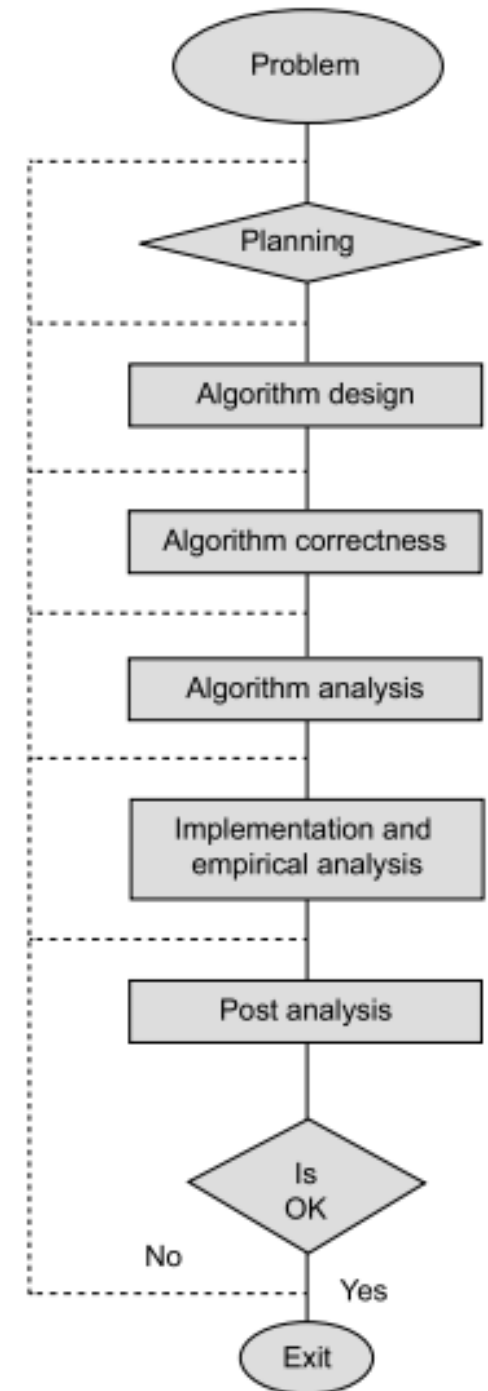 Problem
Planning
Algorithm design
Algorithm correctness
Algorithm analysis
Implementation and
empirical analysis
Post analysis
Is
OK
No
Yes
Exit